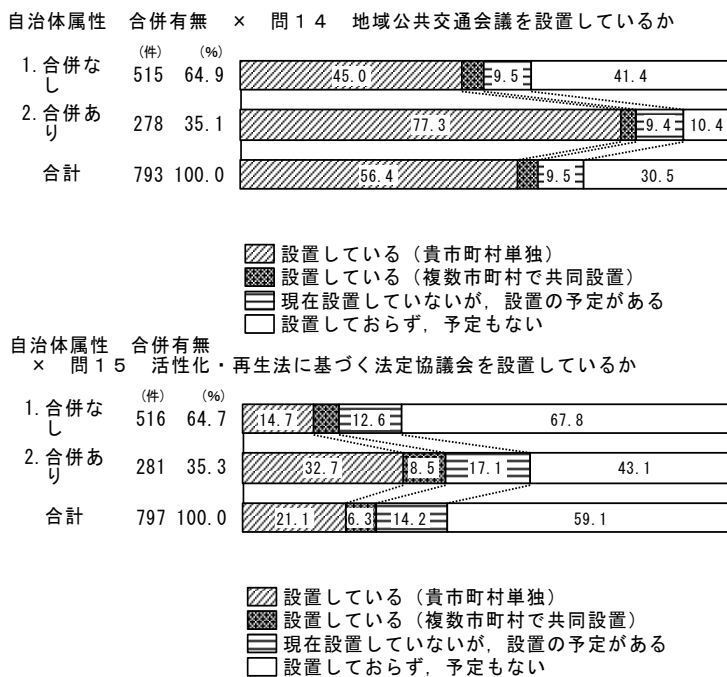 自治体属性　合併有無　×　問１４　地域公共交通会議を設置しているか
(件) (%)
1.合併なし 515 64.9 45.0 9.5 41.4
2.合併あり 278 35.1 77.3 9.4 10.4
合計 793 100.0 56.4 9.5 30.5
設置している（貴市町村単独）
設置している（複数市町村で共同設置）
現在設置していないが，設置の予定がある
設置しておらず，予定もない
自治体属性　合併有無
×　問１５　活性化・再生法に基づく法定協議会を設置しているか
(件) (%)
1.合併なし 516 64.7 14.7 12.6 67.8
2.合併あり 281 35.3 32.7 8.5 17.1 43.1
合計 797 100.0 21.1 6.3 14.2 59.1
設置している（貴市町村単独）
設置している（複数市町村で共同設置）
現在設置していないが，設置の予定がある
設置しておらず，予定もない